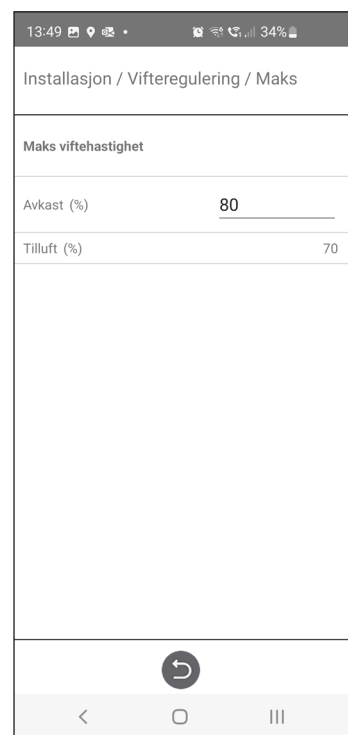 13:49 34%
Installasjon / Vifteregulering / Maks
Maks viftehastighet
Avkast (%) 80
Tilluft (%) 70